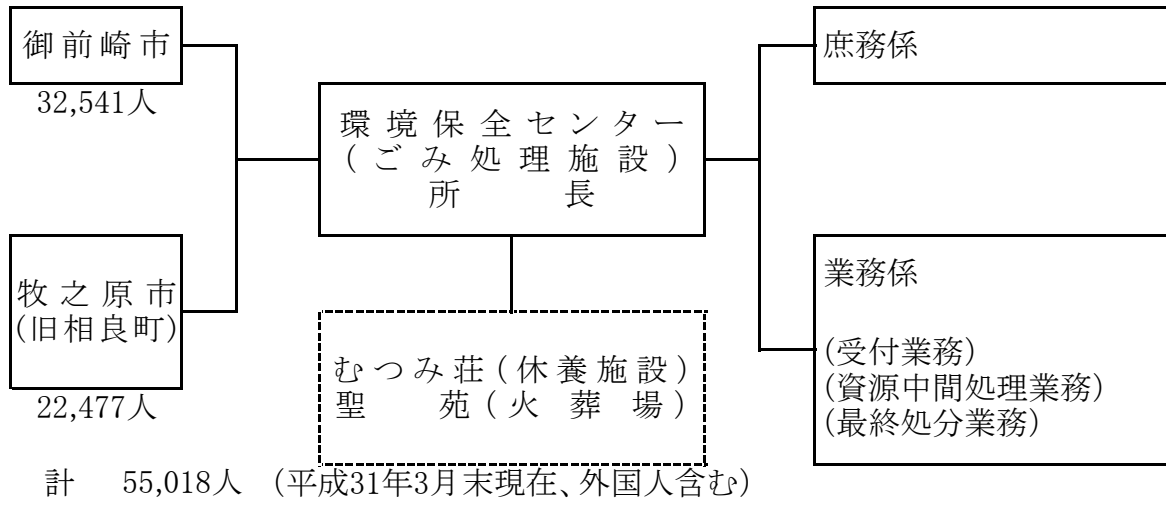 御前崎市
32,541人
牧之原市
(旧相良町)
22,477人
環境保全センター
(ごみ処理施設)
所長
むつみ荘(休養施設)
聖苑(火葬場)
庶務係
業務係
(受付業務)
(資源中間処理業務)
(最終処分業務)
計 55,018人 (平成31年3月末現在、外国人含む)